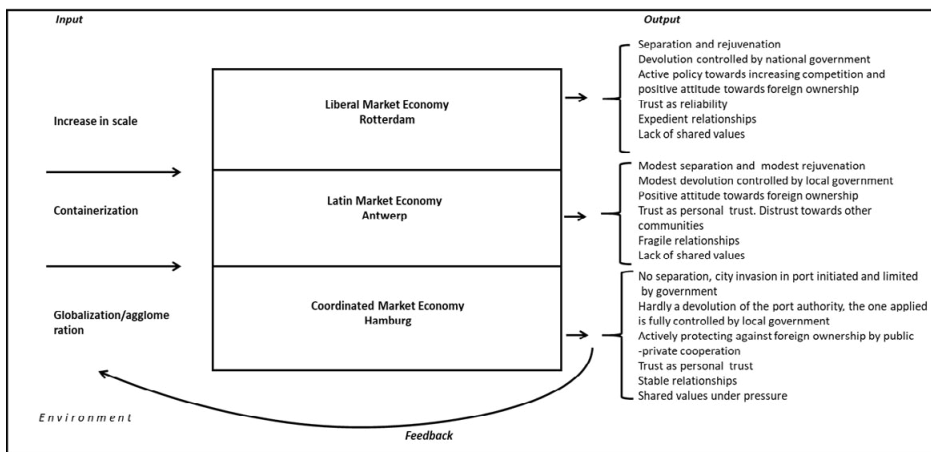 Input
Output
Increase in scale
Containerization
Globalization/agglome
ration
Environment
Liberal Market Economy
Rotterdam
Latin Market Economy
Antwerp
Coordinated Market Economy
Hamburg
Separation and rejuvenation
Devolution controlled by national government
Active policy towards increasing competition and
positive attitude towards foreign ownership
Trust as reliability
Expedient relationships
Lack of shared values
Modest separation and modest rejuvenation
Modest devolution controlled by local government
Positive attitude towards foreign ownership
Trust as personal trust. Distrust towards other
communities
Fragile relationships
Lack of shared values
No separation, city invasion in port initiated and limited
by government
Hardly a devolution of the port authority, the one applied
is fully controlled by local government
Actively protecting against foreign ownership by public
-private cooperation
Trust as personal trust
Stable relationships
Shared values under pressure
Feedback